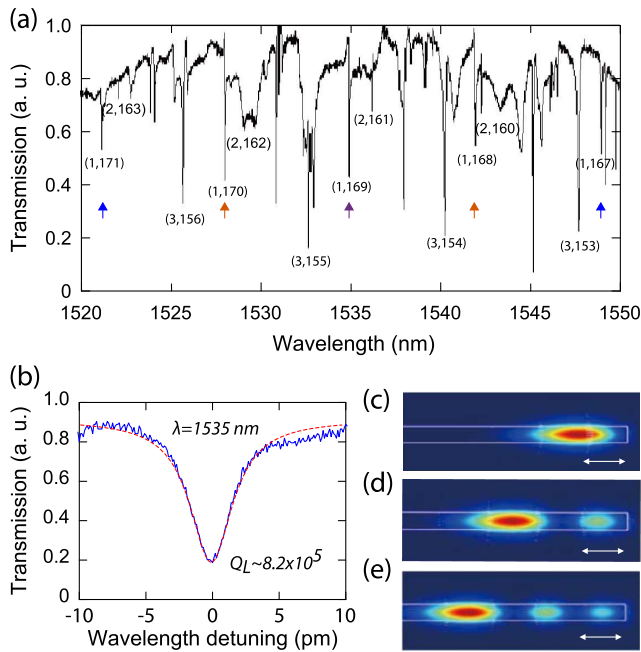 (a)
Transmission (a. u.)
1.0
0.8
0.6
0.4
0.2
0
(2,163)
(1,171)
(3,156)
(1,170)
(2,162)
(3,155)
(1,169)
(2,161)
(3,154)
(1,168)
(2,160)
(3,153)
(1,167)
1520 1525 1530 1535 1540 1545 1550
Wavelength (nm)
(b)
Transmission (a. u.)
1.0
0.8
0.6
0.4
0.2
0
λ=1535 nm
Q_L~8.2x10⁵
-10 -5 0 5 10
Wavelength detuning (pm)
(c)
(d)
(e)